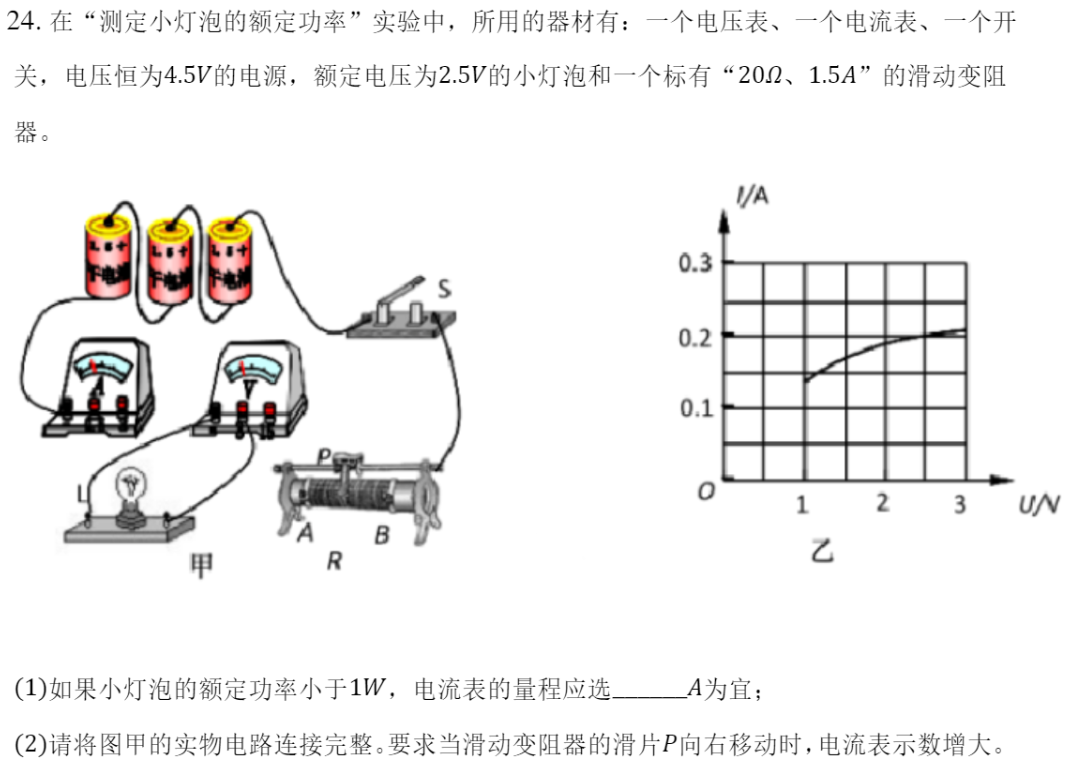 24. 在“测定小灯泡的额定功率”实验中，所用的器材有：一个电压表、一个电流表、一个开
关，电压恒为4.5V的电源，额定电压为2.5V的小灯泡和一个标有“20Ω、1.5A”的滑动变阻
器。
I/A
0.3
0.2
0.1
O
1
2
3
U/V
乙
S
A
V
P
L
A
B
R
甲
(1)如果小灯泡的额定功率小于1W，电流表的量程应选______A为宜；
(2)请将图甲的实物电路连接完整。要求当滑动变阻器的滑片P向右移动时，电流表示数增大。